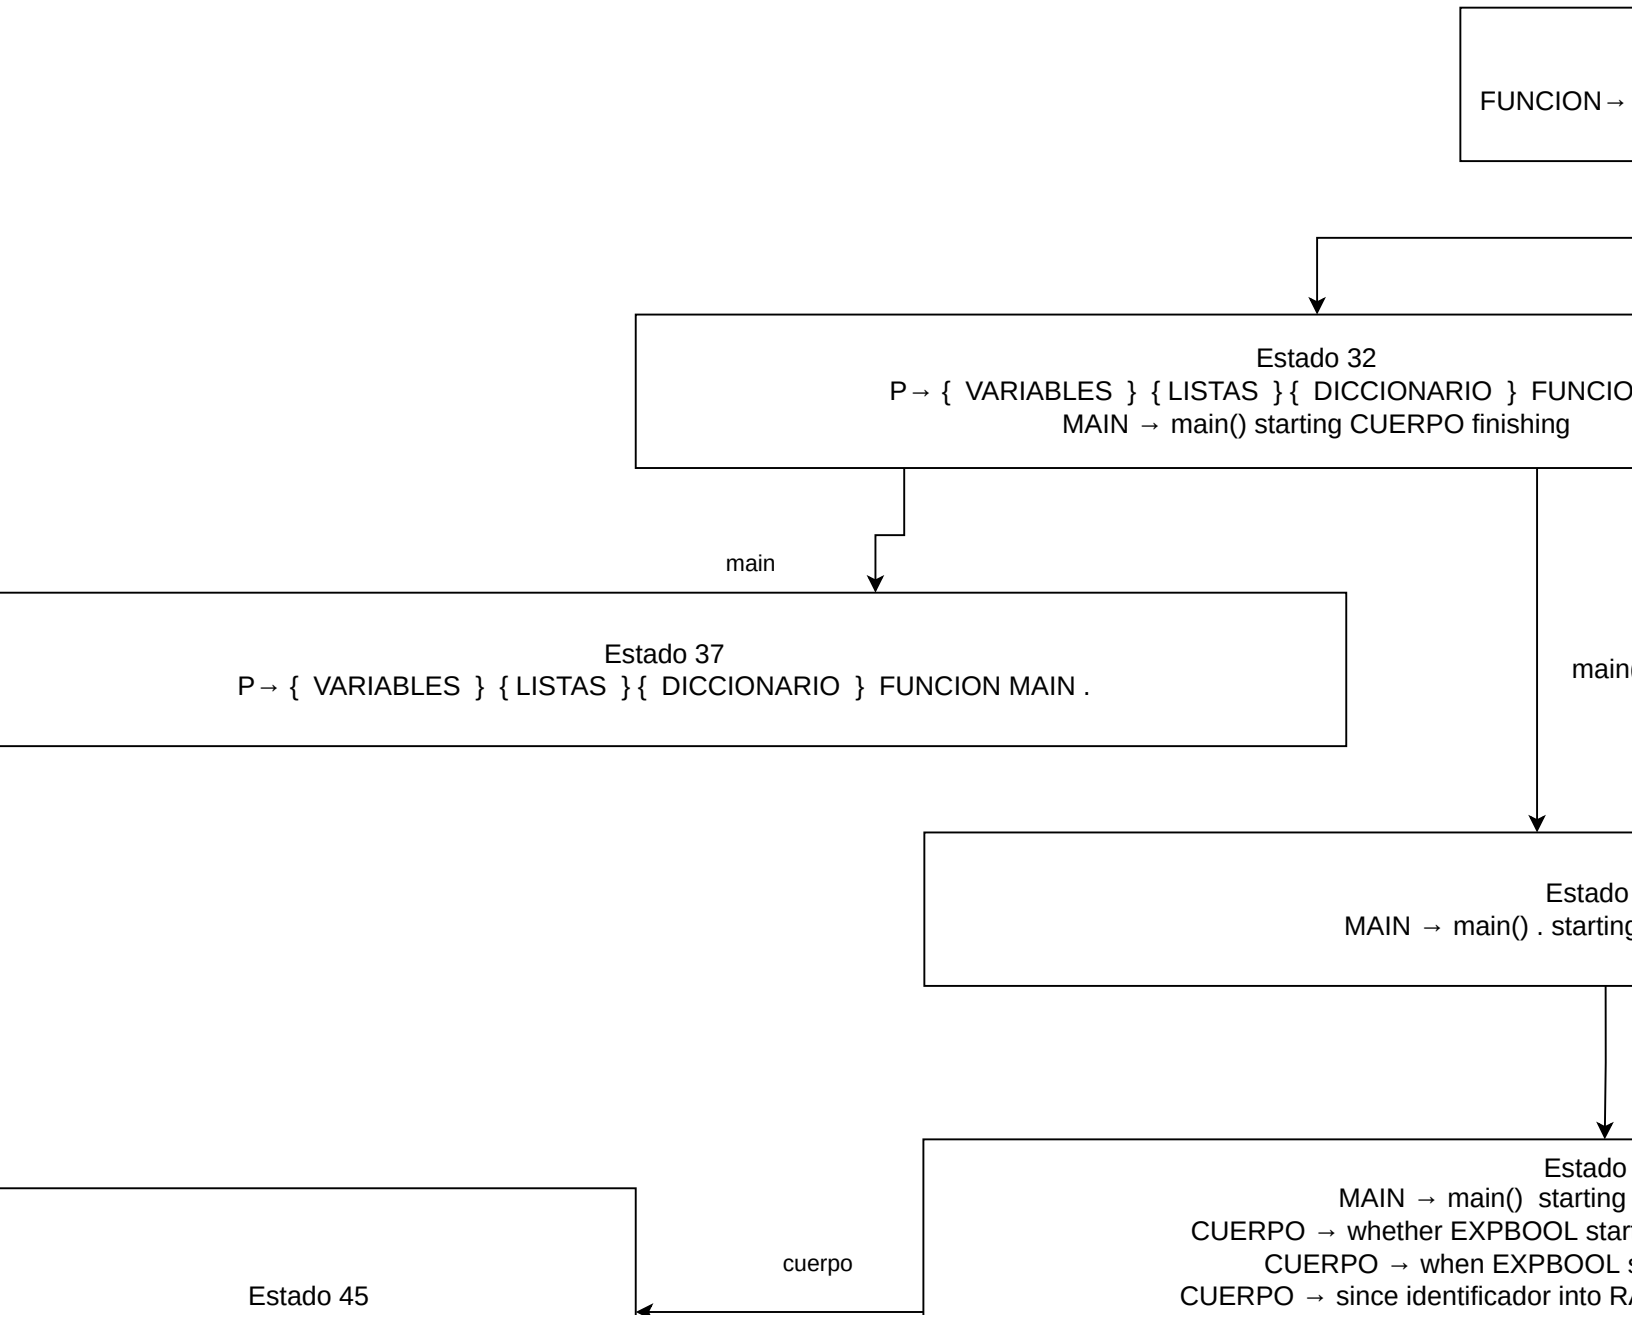 FUNCION→
Estado 32
P→ {  VARIABLES  }  { LISTAS  } {  DICCIONARIO  }  FUNCIO
MAIN → main() starting CUERPO finishing
main
Estado 37
P→ {  VARIABLES  }  { LISTAS  } {  DICCIONARIO  }  FUNCION MAIN .
main(
Estado
MAIN → main() . starting
Estado
MAIN → main()  starting
CUERPO → whether EXPBOOL star
cuerpo
CUERPO → when EXPBOOL s
Estado 45
CUERPO → since identificador into RA